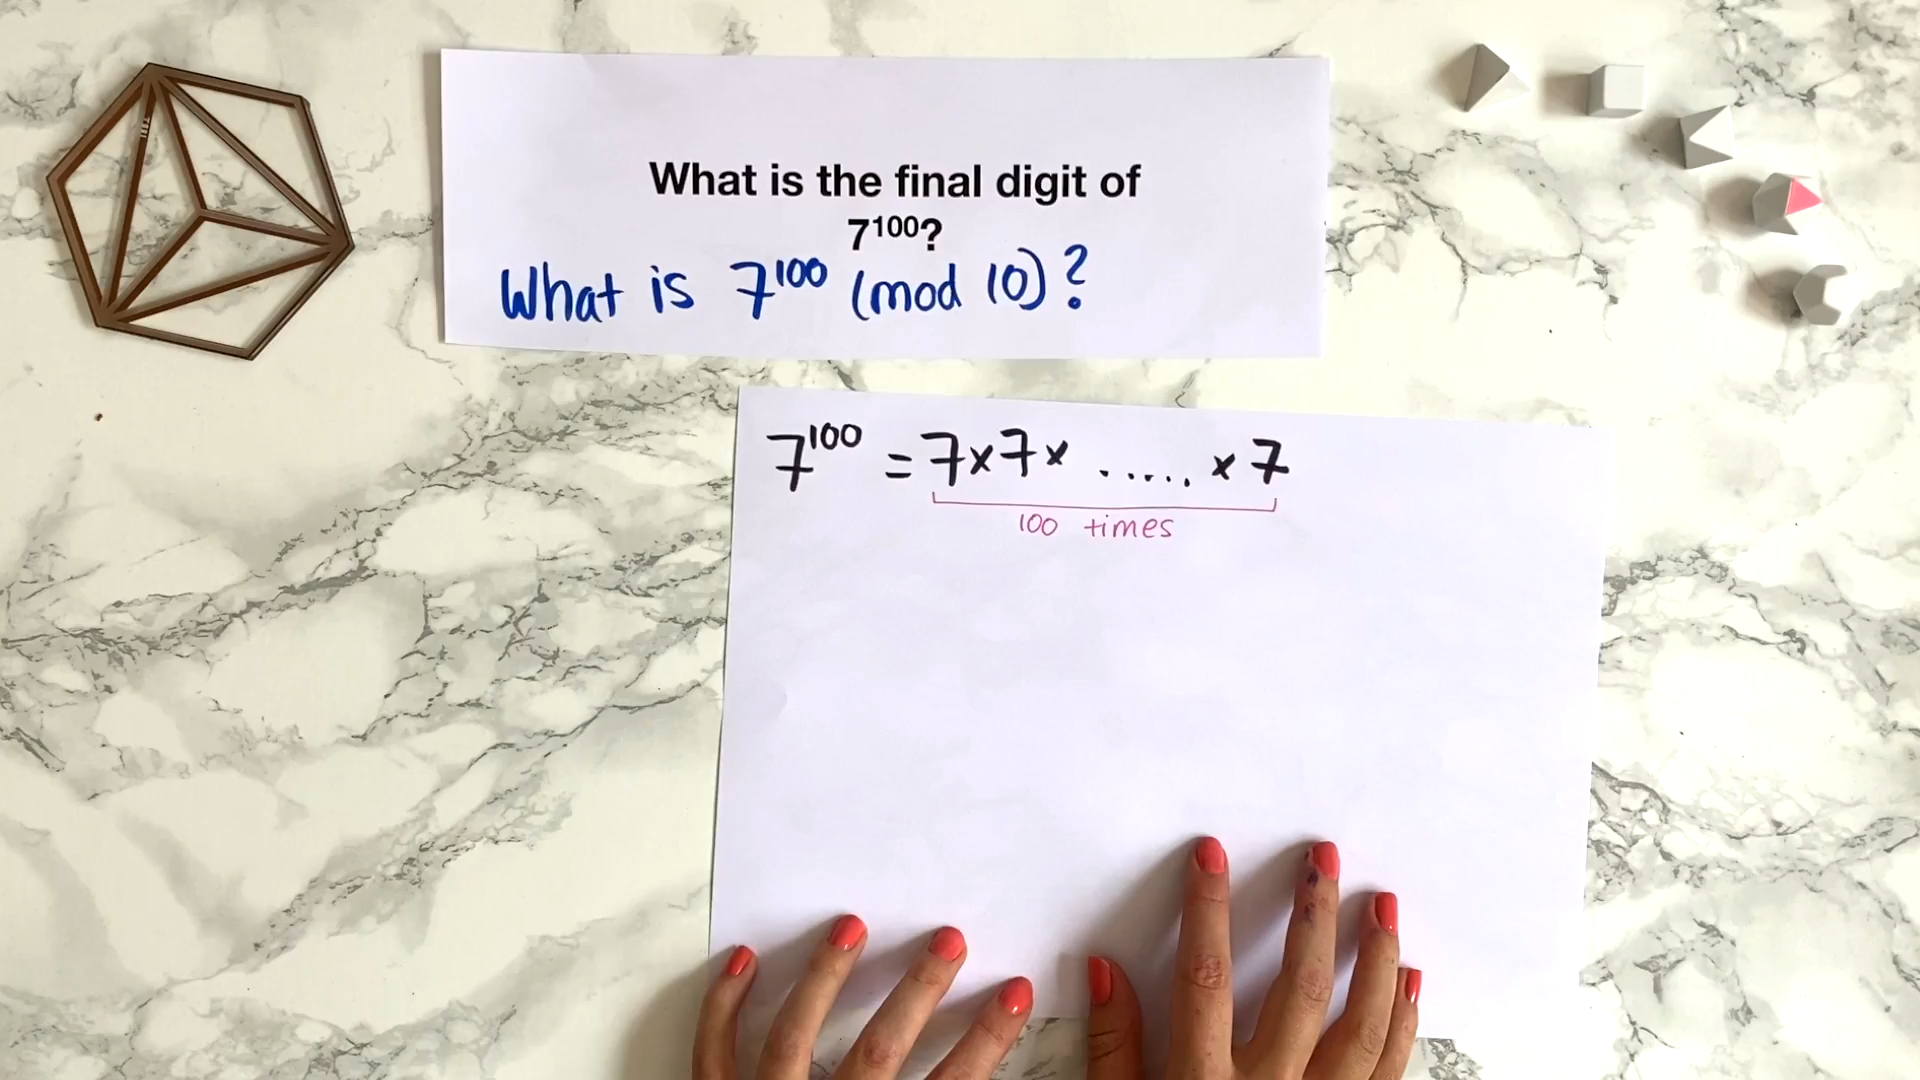 What is the final digit of
7¹⁰⁰?
What is 7¹⁰⁰ (mod 10)?
7¹⁰⁰ = 7×7× ..... ×7
100 times